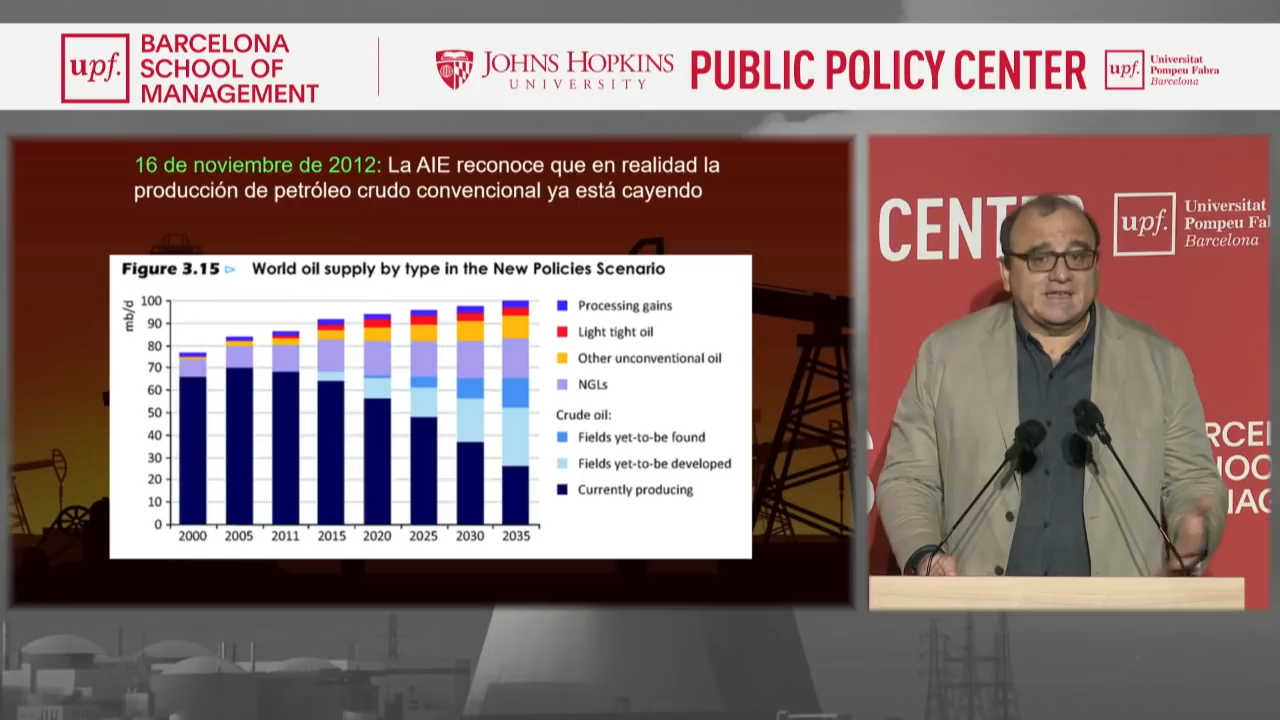 upf.
BARCELONA
SCHOOL OF
MANAGEMENT
JOHNS HOPKINS
UNIVERSITY
PUBLIC POLICY CENTER
upf.
Universitat
Pompeu Fabra
Barcelona
16 de noviembre de 2012: La AIE reconoce que en realidad la
producción de petróleo crudo convencional ya está cayendo
Figure 3.15 ▷ World oil supply by type in the New Policies Scenario
mb/d
100
90
80
70
60
50
40
30
20
10
0
2000 2005 2011 2015 2020 2025 2030 2035
Processing gains
Light tight oil
Other unconventional oil
NGLs
Crude oil:
Fields yet-to-be found
Fields yet-to-be developed
Currently producing
CENTER
upf.
Universitat
Pompeu Fa
Barcelona
RCE
OO
NAG